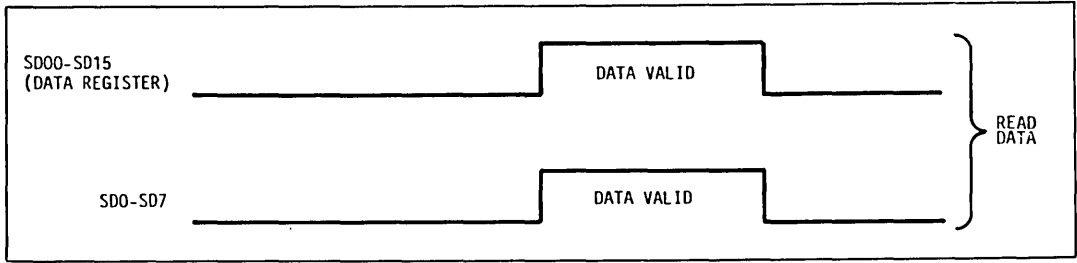 SD00-SD15
(DATA REGISTER)
DATA VALID
READ
DATA
SD0-SD7
DATA VALID